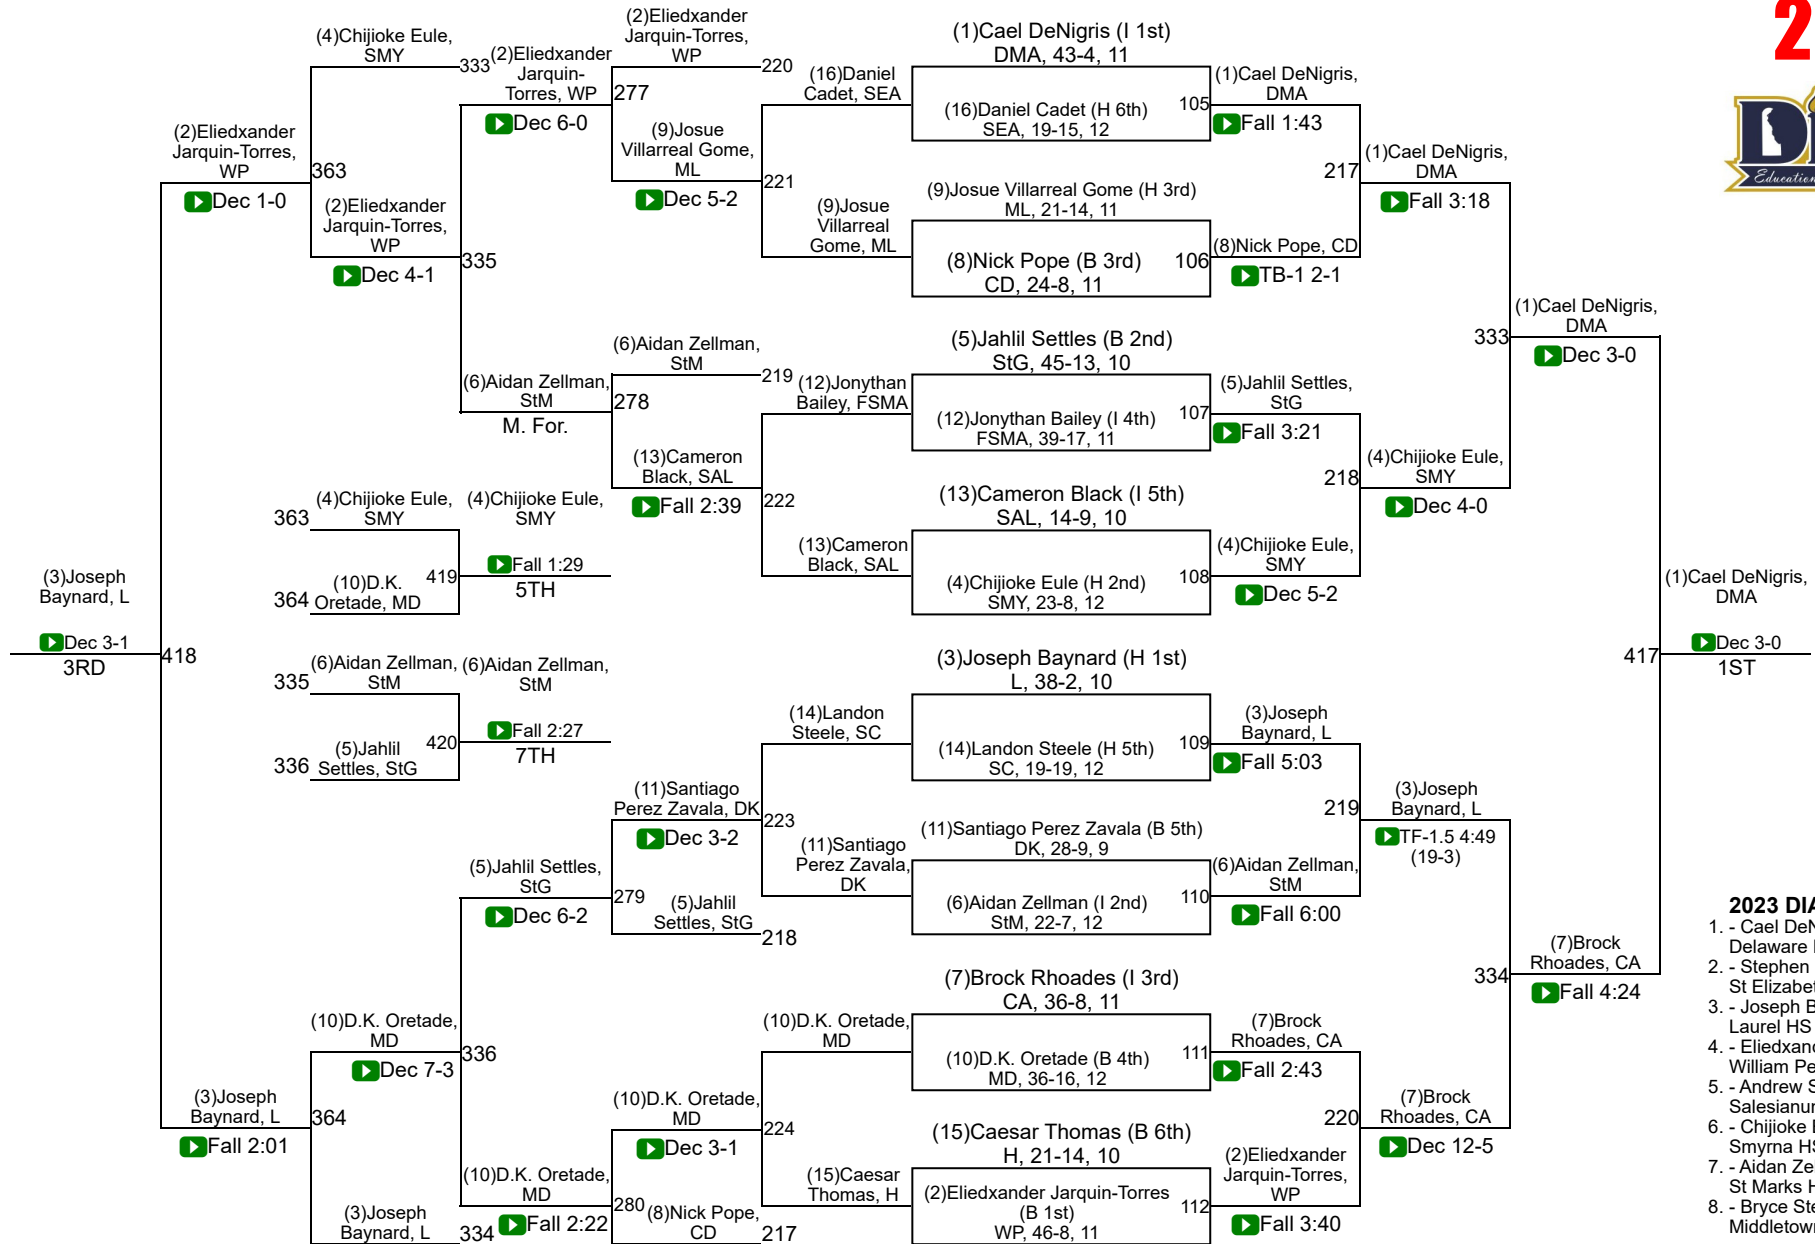 2
Education
(4)Chijioke Eule,
SMY
333
(2)Eliedxander
Jarquin-Torres,
WP
363
Dec 1-0
(2)Eliedxander
Jarquin-Torres,
WP
Dec 4-1
335
(2)Eliedxander
Jarquin-
Torres, WP
Dec 6-0
277
(2)Eliedxander
Jarquin-Torres,
WP
220
(9)Josue
Villarreal Gome,
ML
Dec 5-2
221
(16)Daniel
Cadet, SEA
(9)Josue
Villarreal
Gome, ML
(1)Cael DeNigris (I 1st)
DMA, 43-4, 11
(16)Daniel Cadet (H 6th)
SEA, 19-15, 12
105
(1)Cael DeNigris,
DMA
Fall 1:43
(9)Josue Villarreal Gome (H 3rd)
ML, 21-14, 11
(8)Nick Pope (B 3rd)
CD, 24-8, 11
106
(8)Nick Pope, CD
TB-1 2-1
217
(1)Cael DeNigris,
DMA
Fall 3:18
(6)Aidan Zellman,
StM
M. For.
278
(6)Aidan Zellman,
StM
219
(13)Cameron
Black, SAL
Fall 2:39
222
(12)Jonythan
Bailey, FSMA
(13)Cameron
Black, SAL
(5)Jahlil Settles (B 2nd)
StG, 45-13, 10
(12)Jonythan Bailey (I 4th)
FSMA, 39-17, 11
107
(5)Jahlil Settles,
StG
Fall 3:21
(13)Cameron Black (I 5th)
SAL, 14-9, 10
(4)Chijioke Eule (H 2nd)
SMY, 23-8, 12
108
(4)Chijioke Eule,
SMY
Dec 5-2
218
(4)Chijioke Eule,
SMY
Dec 4-0
333
(1)Cael DeNigris,
DMA
Dec 3-0
363
(4)Chijioke Eule,
SMY
364
(10)D.K.
Oretade, MD
419
(4)Chijioke Eule,
SMY
Fall 1:29
5TH
(3)Joseph
Baynard, L
Dec 3-1
3RD
418
335
(6)Aidan Zellman,
StM
336
(5)Jahlil
Settles, StG
420
(6)Aidan Zellman,
StM
Fall 2:27
7TH
(1)Cael DeNigris,
DMA
417
Dec 3-0
1ST
(3)Joseph Baynard (H 1st)
L, 38-2, 10
(14)Landon
Steele, SC
(14)Landon Steele (H 5th)
SC, 19-19, 12
109
(3)Joseph
Baynard, L
Fall 5:03
(11)Santiago
Perez Zavala, DK
Dec 3-2
223
(11)Santiago
Perez Zavala,
DK
(11)Santiago Perez Zavala (B 5th)
DK, 28-9, 9
(6)Aidan Zellman (I 2nd)
StM, 22-7, 12
110
(6)Aidan Zellman,
StM
Fall 6:00
219
(3)Joseph
Baynard, L
TF-1.5 4:49
(19-3)
(5)Jahlil Settles,
StG
Dec 6-2
279
(5)Jahlil
Settles, StG
218
(10)D.K. Oretade,
MD
Dec 7-3
336
(3)Joseph
Baynard, L
Fall 2:01
364
(3)Joseph
Baynard, L
334
(10)D.K. Oretade,
MD
Fall 2:22
(10)D.K. Oretade,
MD
Dec 3-1
224
280
(8)Nick Pope,
CD
217
(10)D.K. Oretade,
MD
(15)Caesar
Thomas, H
(7)Brock Rhoades (I 3rd)
CA, 36-8, 11
(10)D.K. Oretade (B 4th)
MD, 36-16, 12
111
(7)Brock
Rhoades, CA
Fall 2:43
(15)Caesar Thomas (B 6th)
H, 21-14, 10
(2)Eliedxander Jarquin-Torres
(B 1st)
WP, 46-8, 11
112
(2)Eliedxander
Jarquin-Torres,
WP
Fall 3:40
220
(7)Brock
Rhoades, CA
Dec 12-5
334
(7)Brock
Rhoades, CA
Fall 4:24
2023 DIA
1. - Cael DeN
Delaware
2. - Stephen
St Elizabet
3. - Joseph B
Laurel HS
4. - Eliedxand
William Pe
5. - Andrew S
Salesianur
6. - Chijioke
Smyrna HS
7. - Aidan Zel
St Marks H
8. - Bryce Ste
Middletown